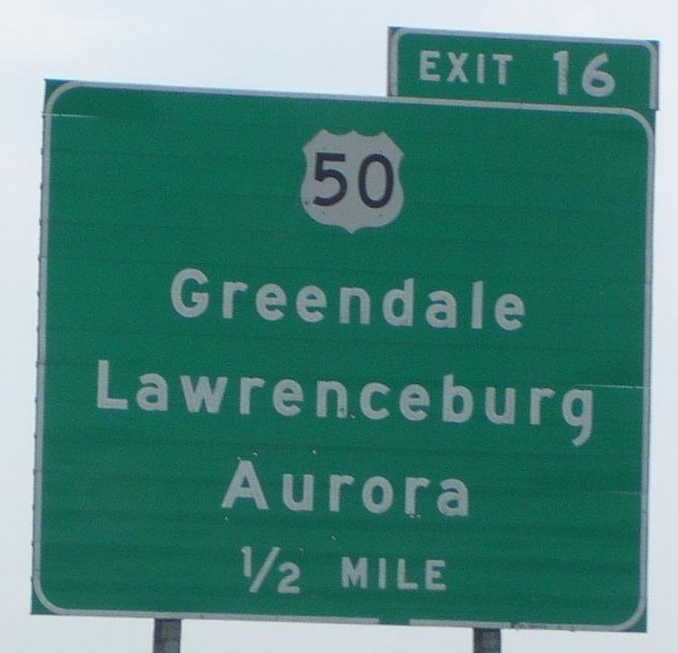 EXIT 16
50
Greendale
Lawrenceburg
Aurora
1/2 MILE